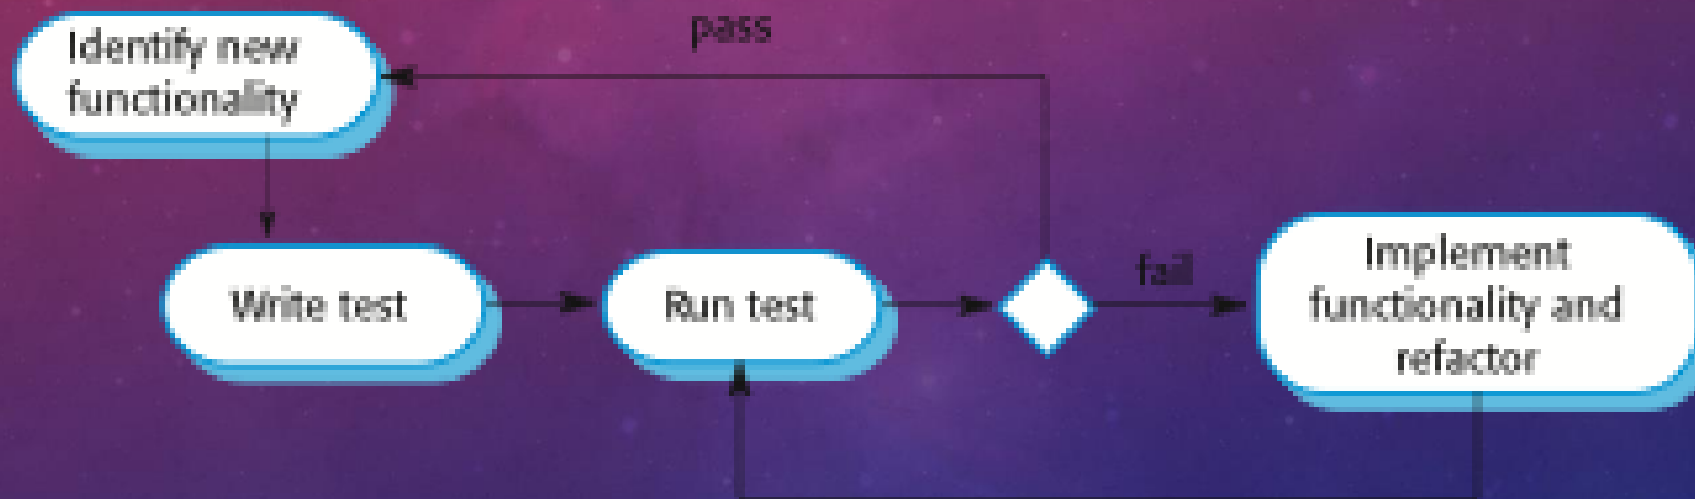 pass
Identify new
functionality
fail
Write test
Run test
Implement
functionality and
refactor